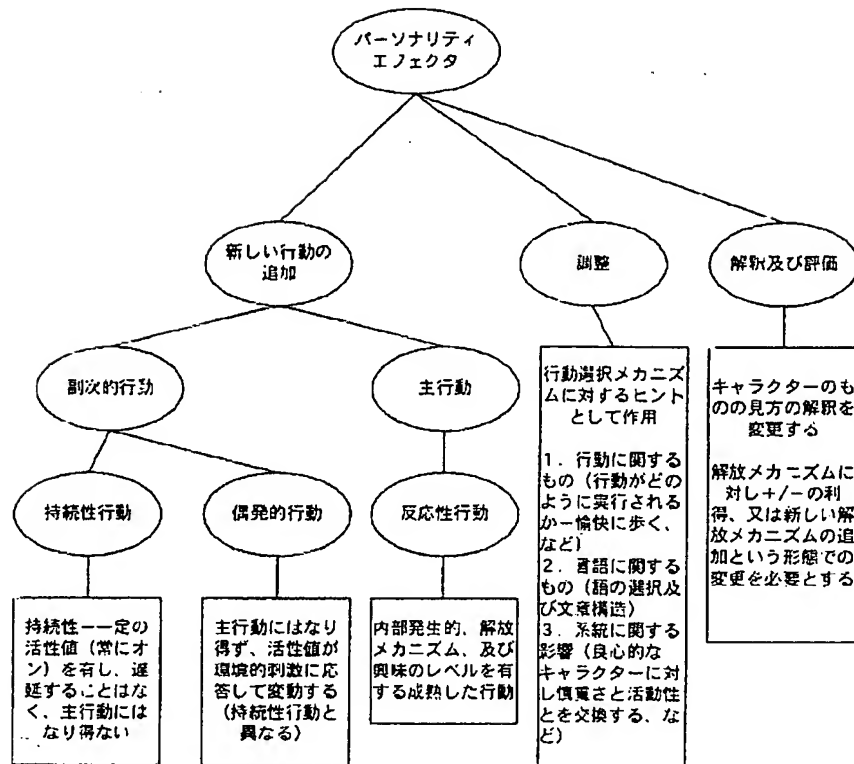 パーソナリティ
エフェクタ
新しい行動の
追加
調整
解釈及び評価
副次的行動
主行動
持続性行動
偶発的行動
反応性行動
行動選択メカニズ
ムに対するヒント
として作用
1. 行動に関する
もの（行動がどの
ように実行される
かー愉快に歩く、
など）
2. 言語に関する
もの（語の選択及
び文章構造）
3. 系統に関する
影響（良心的な
キャラクターに対
し慎重さと活動性
とを交換する、な
ど）
キャラクターのも
のの見方の解釈を
変更する
解放メカニズムに
対し+/-の利
得、又は新しい解
放メカニズムの追
加という形態での
変更を必要とする
持続性ー一定の
活性値（常にオ
ン）を有し、遅
延することはな
く、主行動には
なり得ない
主行動にはなり
得ず、活性値が
環境的刺激に応
答して変動する
（持続性行動と
異なる）
内部発生的、解放
メカニズム、及び
興味のレベルを有
する成熟した行動